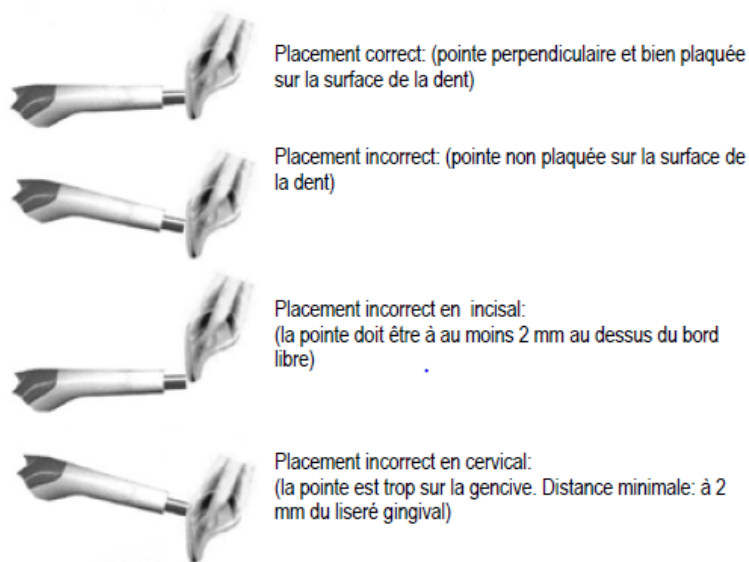 Placement correct: (pointe perpendiculaire et bien plaquée
sur la surface de la dent)
Placement incorrect: (pointe non plaquée sur la surface de
la dent)
Placement incorrect en incisal:
(la pointe doit être à au moins 2 mm au dessus du bord
libre)
Placement incorrect en cervical:
(la pointe est trop sur la gencive. Distance minimale: à 2
mm du liseré gingival)